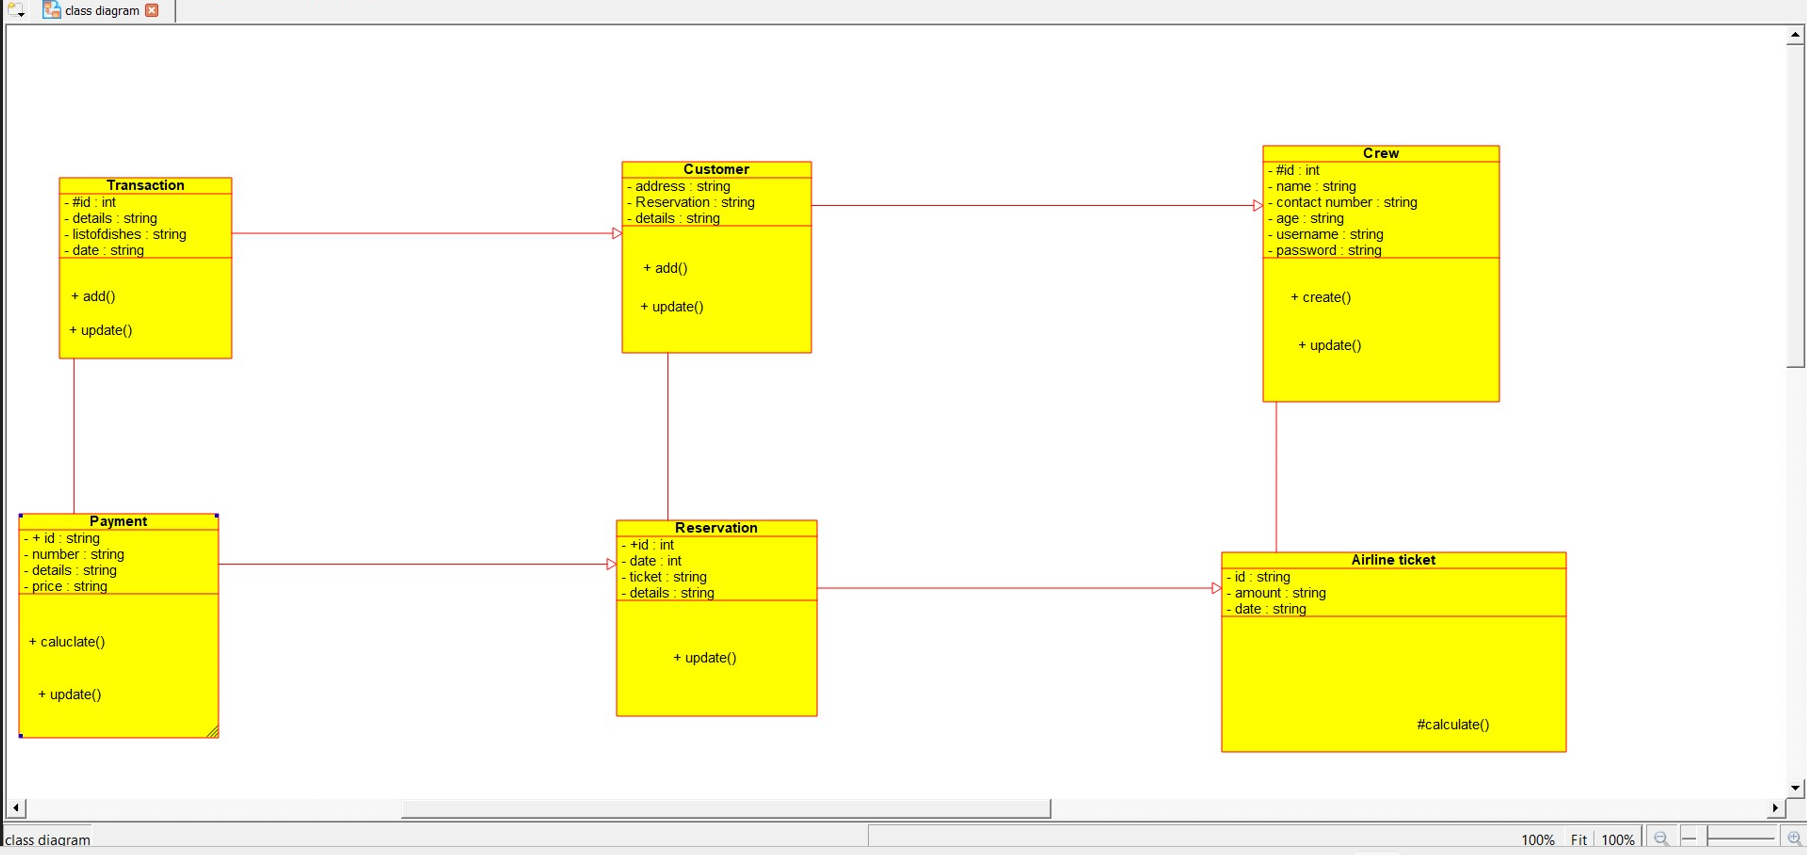 class diagram
Transaction
- #id : int
- details : string
- listofdishes : string
- date : string
+ add()
+ update()
Customer
- address : string
- Reservation : string
- details : string
+ add()
+ update()
Crew
- #id : int
- name : string
- contact number : string
- age : string
- username : string
- password : string
+ create()
+ update()
Payment
- + id : string
- number : string
- details : string
- price : string
+ caluclate()
+ update()
Reservation
- +id : int
- date : int
- ticket : string
- details : string
+ update()
Airline ticket
- id : string
- amount : string
- date : string
#calculate()
class diagram
100% Fit 100%